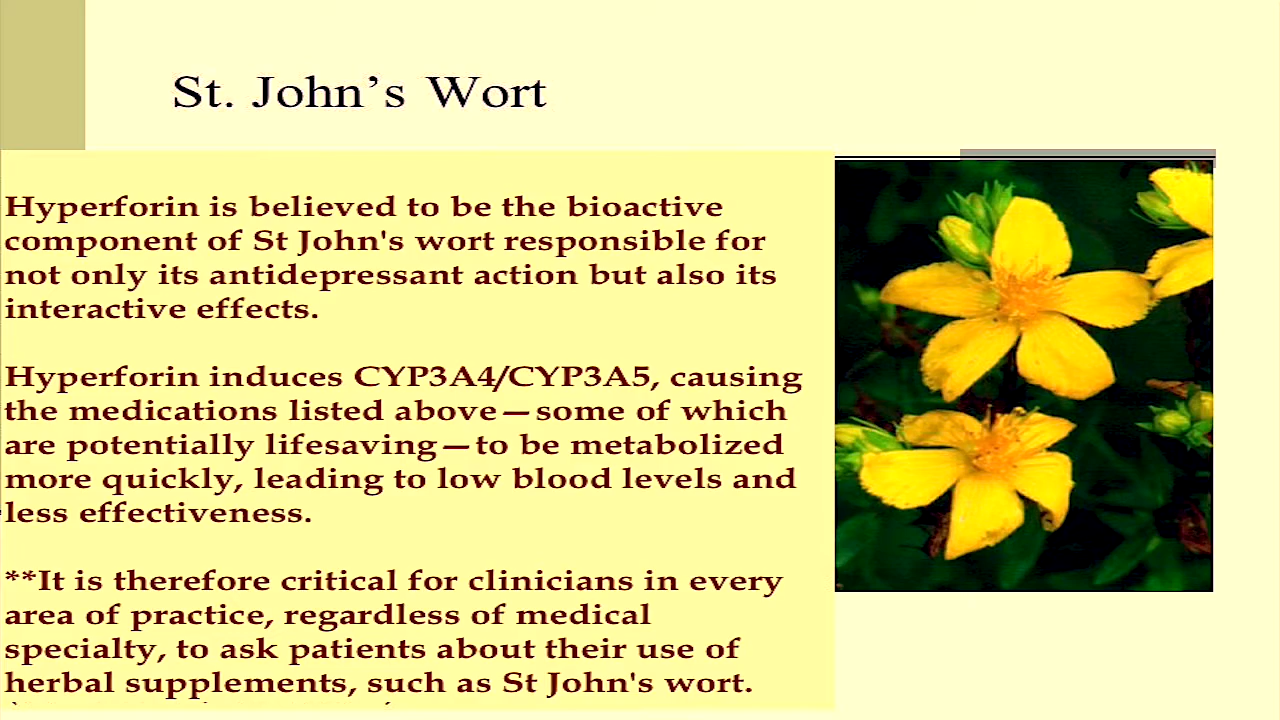 St. John’s Wort
Hyperforin is believed to be the bioactive
component of St John's wort responsible for
not only its antidepressant action but also its
interactive effects.
Hyperforin induces CYP3A4/CYP3A5, causing
the medications listed above—some of which
are potentially lifesaving—to be metabolized
more quickly, leading to low blood levels and
less effectiveness.
**It is therefore critical for clinicians in every
area of practice, regardless of medical
specialty, to ask patients about their use of
herbal supplements, such as St John's wort.